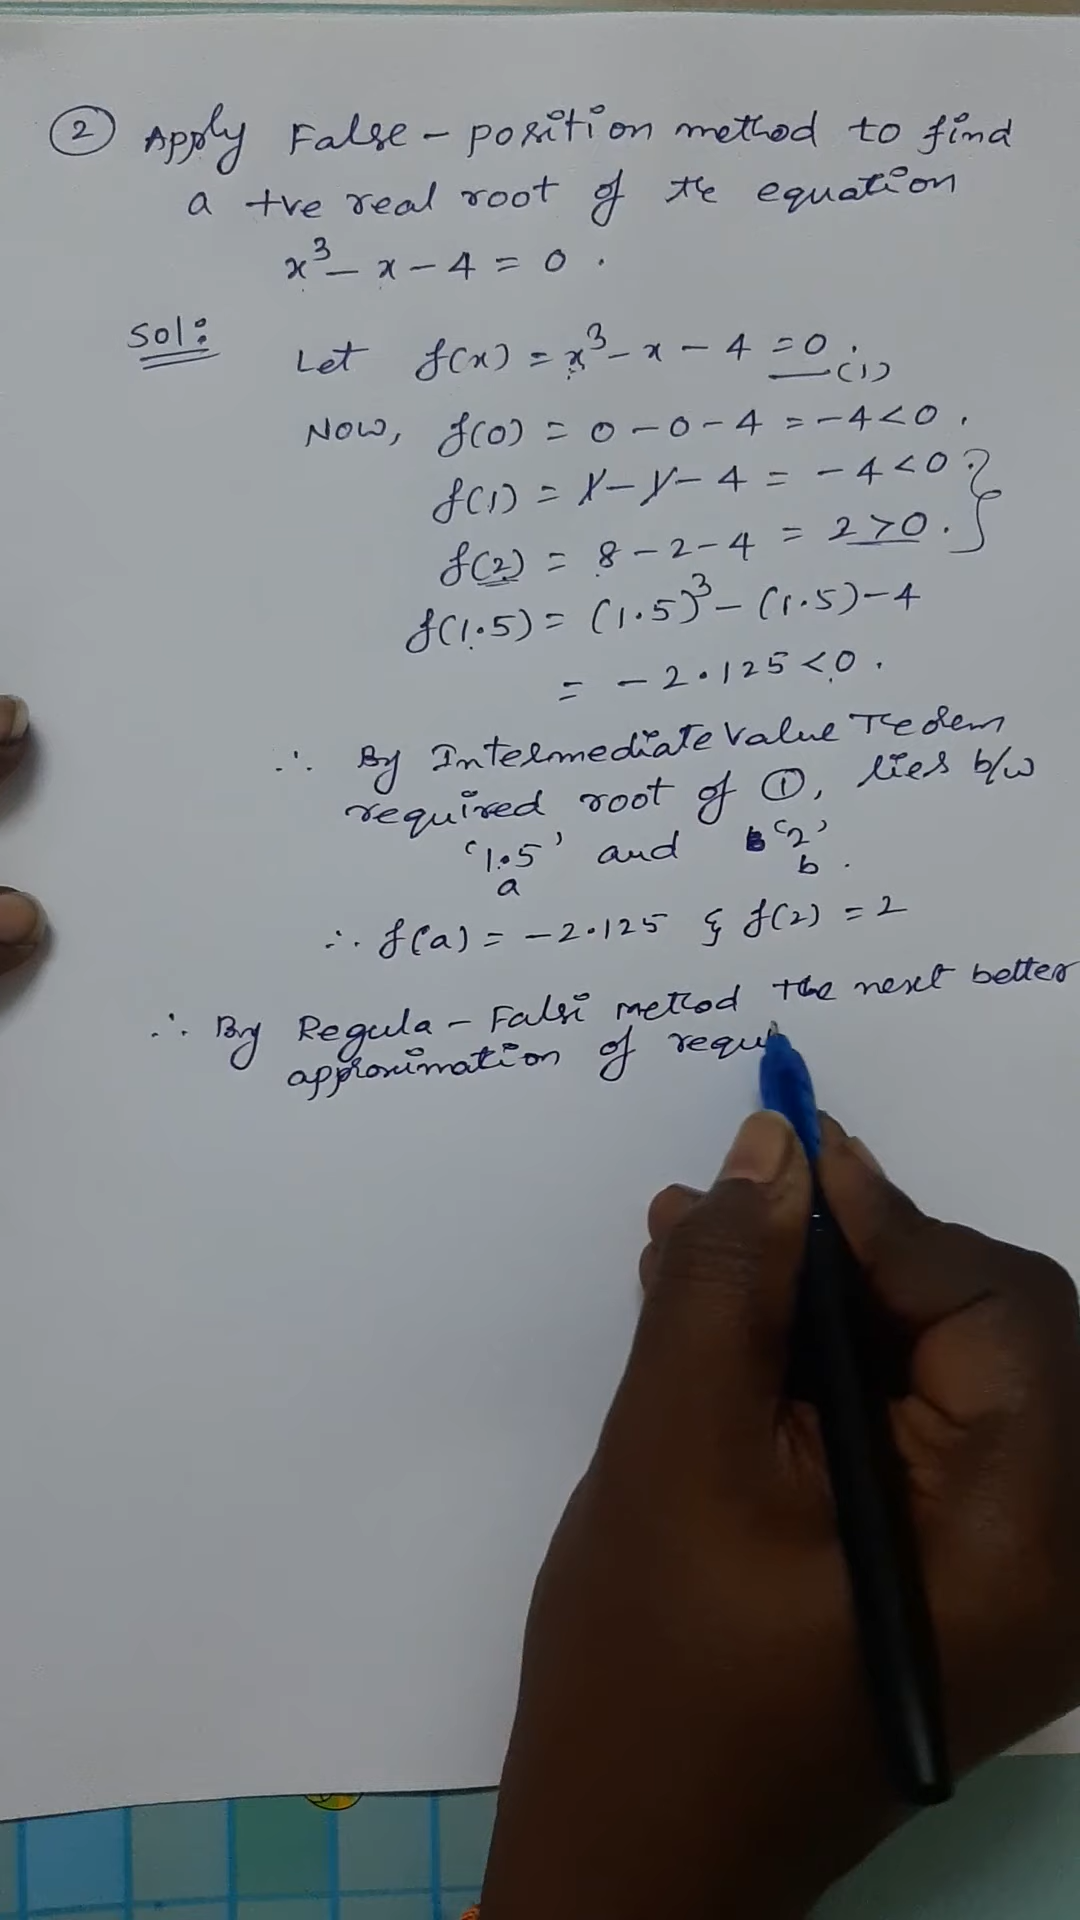 ② Apply False - position method to find
a +ve real root of the equation
x³ - x - 4 = 0 .
Sol:
Let f(x) = x³ - x - 4 = 0 . (1)
Now, f(0) = 0 - 0 - 4 = -4 < 0 .
f(1) = 1 - 1 - 4 = -4 < 0 .
f(2) = 8 - 2 - 4 = 2 > 0 . }
f(1.5) = (1.5)³ - (1.5) - 4
= -2.125 < 0 .
∴ By Intermediate Value Theorem
required root of ①, lies b/w
'1.5' and '2'
a b .
∴ f(a) = -2.125 & f(2) = 2
∴ By Regula - Falsi method the next better
approximation of requi